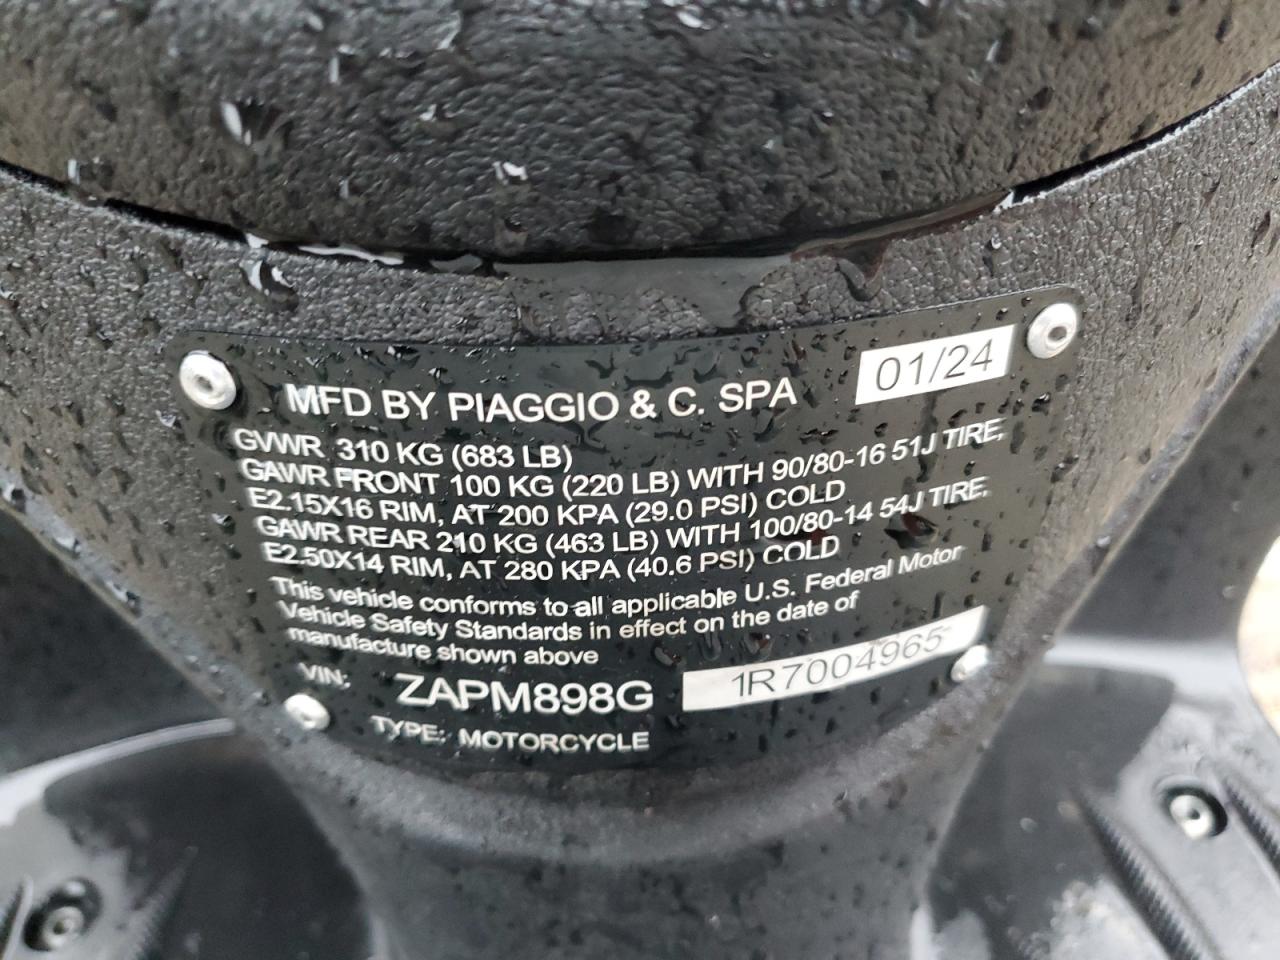 MFD BY PIAGGIO & C. SPA 01/24
GVWR 310 KG (683 LB)
GAWR FRONT 100 KG (220 LB) WITH 90/80-16 51J TIRE,
E2.15X16 RIM, AT 200 KPA (29.0 PSI) COLD
GAWR REAR 210 KG (463 LB) WITH 100/80-14 54J TIRE,
E2.50X14 RIM, AT 280 KPA (40.6 PSI) COLD
This vehicle conforms to all applicable U.S. Federal Motor
Vehicle Safety Standards in effect on the date of
manufacture shown above
VIN: ZAPM898G 1R7004965
TYPE: MOTORCYCLE